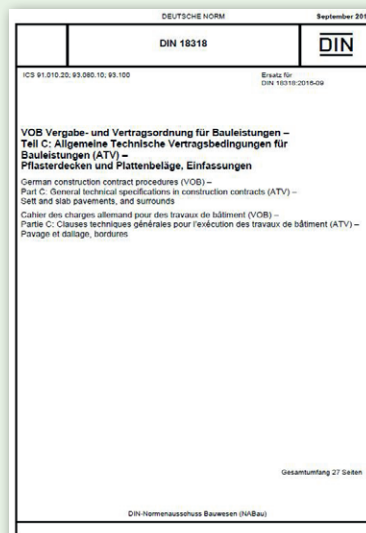 DEUTSCHE NORM
September 201
DIN 18318
DIN
ICS 91.010.20; 93.080.10; 93.100
Ersatz für
DIN 18318:2016-09
VOB Vergabe- und Vertragsordnung für Bauleistungen –
Teil C: Allgemeine Technische Vertragsbedingungen für
Bauleistungen (ATV) –
Pflasterdecken und Plattenbeläge, Einfassungen
German construction contract procedures (VOB) –
Part C: General technical specifications in construction contracts (ATV) –
Sett and slab pavements, and surrounds
Cahier des charges allemand pour des travaux de bâtiment (VOB) –
Partie C: Clauses techniques générales pour l'exécution des travaux de bâtiment (ATV) –
Pavage et dallage, bordures
Gesamtumfang 27 Seiten
DIN-Normenausschuss Bauwesen (NABau)